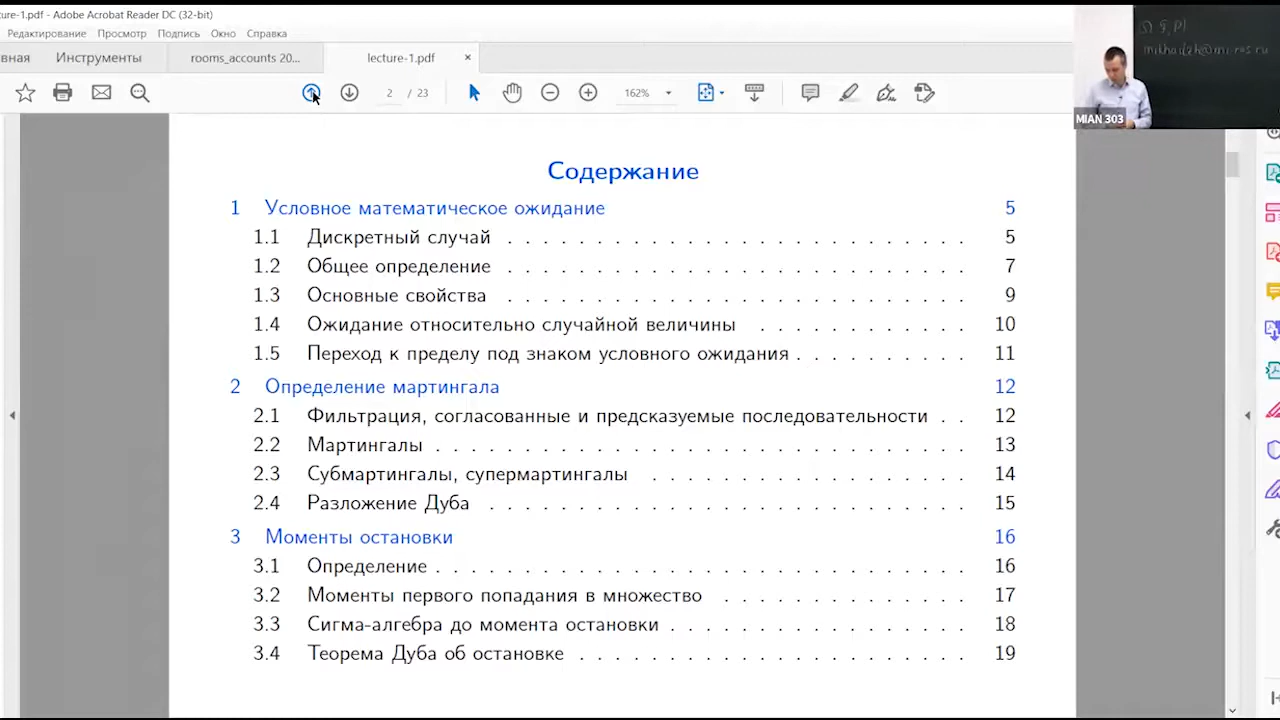 ure-1.pdf - Adobe Acrobat Reader DC (32-bit)
Редактирование Просмотр Подпись Окно Справка
вная Инструменты rooms_accounts 20... lecture-1.pdf ×
2 / 23 162%
MIAN 303
Содержание
1 Условное математическое ожидание 5
1.1 Дискретный случай . . . . . . . . . . . . . . . . . . . . . . . . 5
1.2 Общее определение . . . . . . . . . . . . . . . . . . . . . . . . 7
1.3 Основные свойства . . . . . . . . . . . . . . . . . . . . . . . . 9
1.4 Ожидание относительно случайной величины . . . . . . . . . . . 10
1.5 Переход к пределу под знаком условного ожидания . . . . . . . . . 11
2 Определение мартингала 12
2.1 Фильтрация, согласованные и предсказуемые последовательности . . 12
2.2 Мартингалы . . . . . . . . . . . . . . . . . . . . . . . . . . . . 13
2.3 Субмартингалы, супермартингалы . . . . . . . . . . . . . . . . 14
2.4 Разложение Дуба . . . . . . . . . . . . . . . . . . . . . . . . . 15
3 Моменты остановки 16
3.1 Определение . . . . . . . . . . . . . . . . . . . . . . . . . . . . 16
3.2 Моменты первого попадания в множество . . . . . . . . . . . . . 17
3.3 Сигма-алгебра до момента остановки . . . . . . . . . . . . . . . . 18
3.4 Теорема Дуба об остановке . . . . . . . . . . . . . . . . . . . . . 19